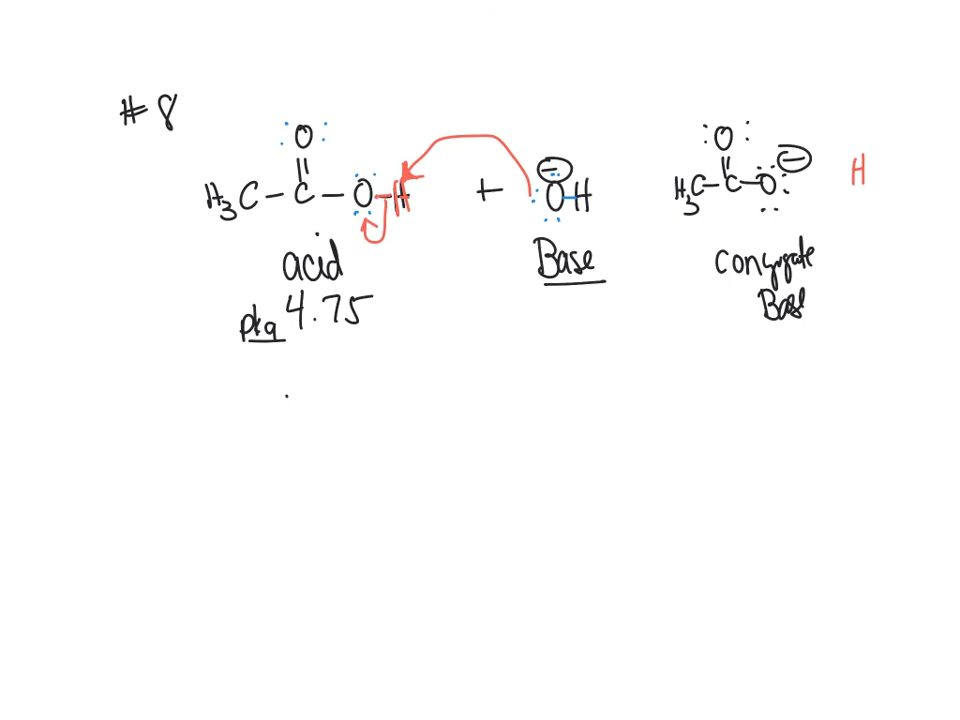 #8
:O: :O:
H3C - C - O - H + ⊖ :OH H3C - C - O: ⊖ H
acid Base conjugate
pka 4.75 Base